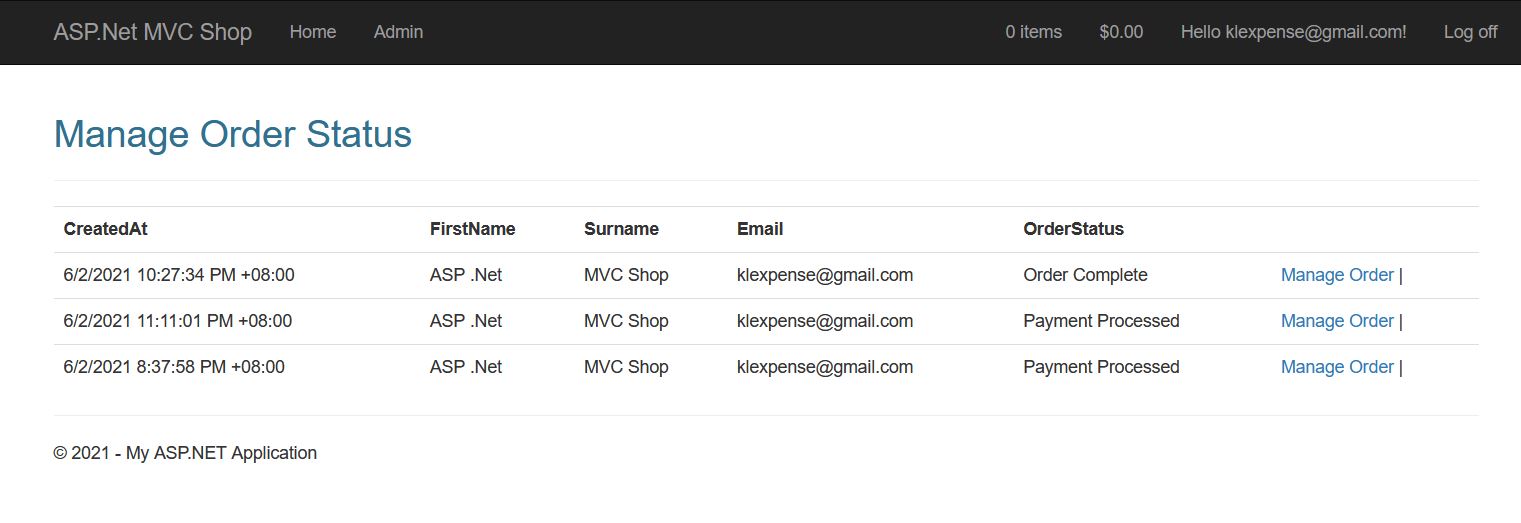 ASP.Net MVC Shop Home Admin 0 items $0.00 Hello klexpense@gmail.com! Log off
Manage Order Status
CreatedAt FirstName Surname Email OrderStatus
6/2/2021 10:27:34 PM +08:00 ASP .Net MVC Shop klexpense@gmail.com Order Complete Manage Order |
6/2/2021 11:11:01 PM +08:00 ASP .Net MVC Shop klexpense@gmail.com Payment Processed Manage Order |
6/2/2021 8:37:58 PM +08:00 ASP .Net MVC Shop klexpense@gmail.com Payment Processed Manage Order |
© 2021 - My ASP.NET Application